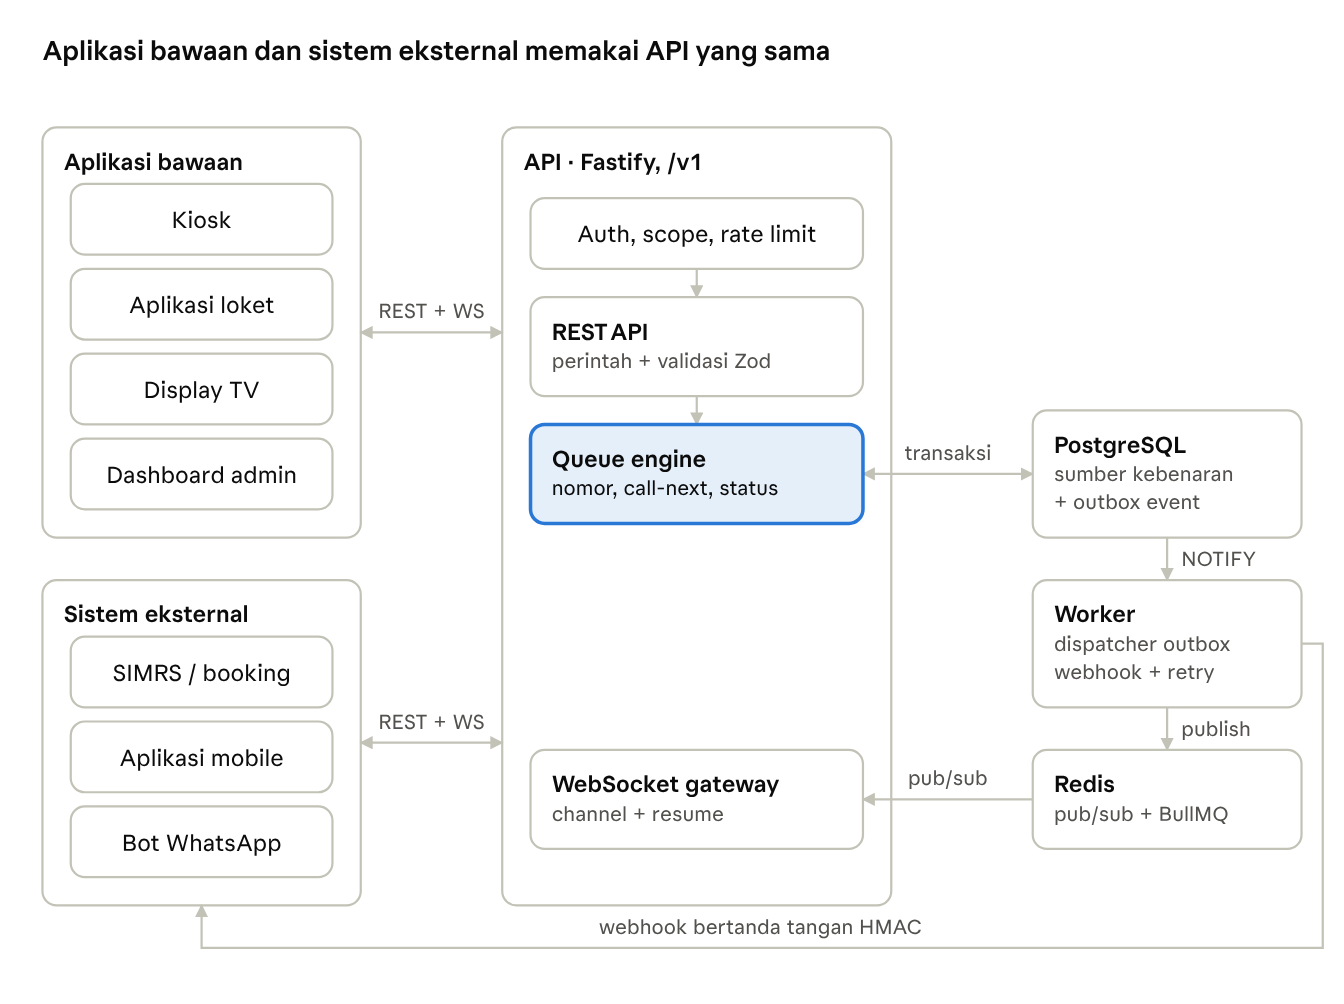 Aplikasi bawaan dan sistem eksternal memakai API yang sama
Aplikasi bawaan
Kiosk
Aplikasi loket
Display TV
Dashboard admin
REST + WS
API · Fastify, /v1
Auth, scope, rate limit
REST API
perintah + validasi Zod
Queue engine
nomor, call-next, status
transaksi
PostgreSQL
sumber kebenaran
+ outbox event
NOTIFY
Worker
dispatcher outbox
webhook + retry
publish
Redis
pub/sub + BullMQ
pub/sub
WebSocket gateway
channel + resume
Sistem eksternal
SIMRS / booking
Aplikasi mobile
Bot WhatsApp
REST + WS
webhook bertanda tangan HMAC